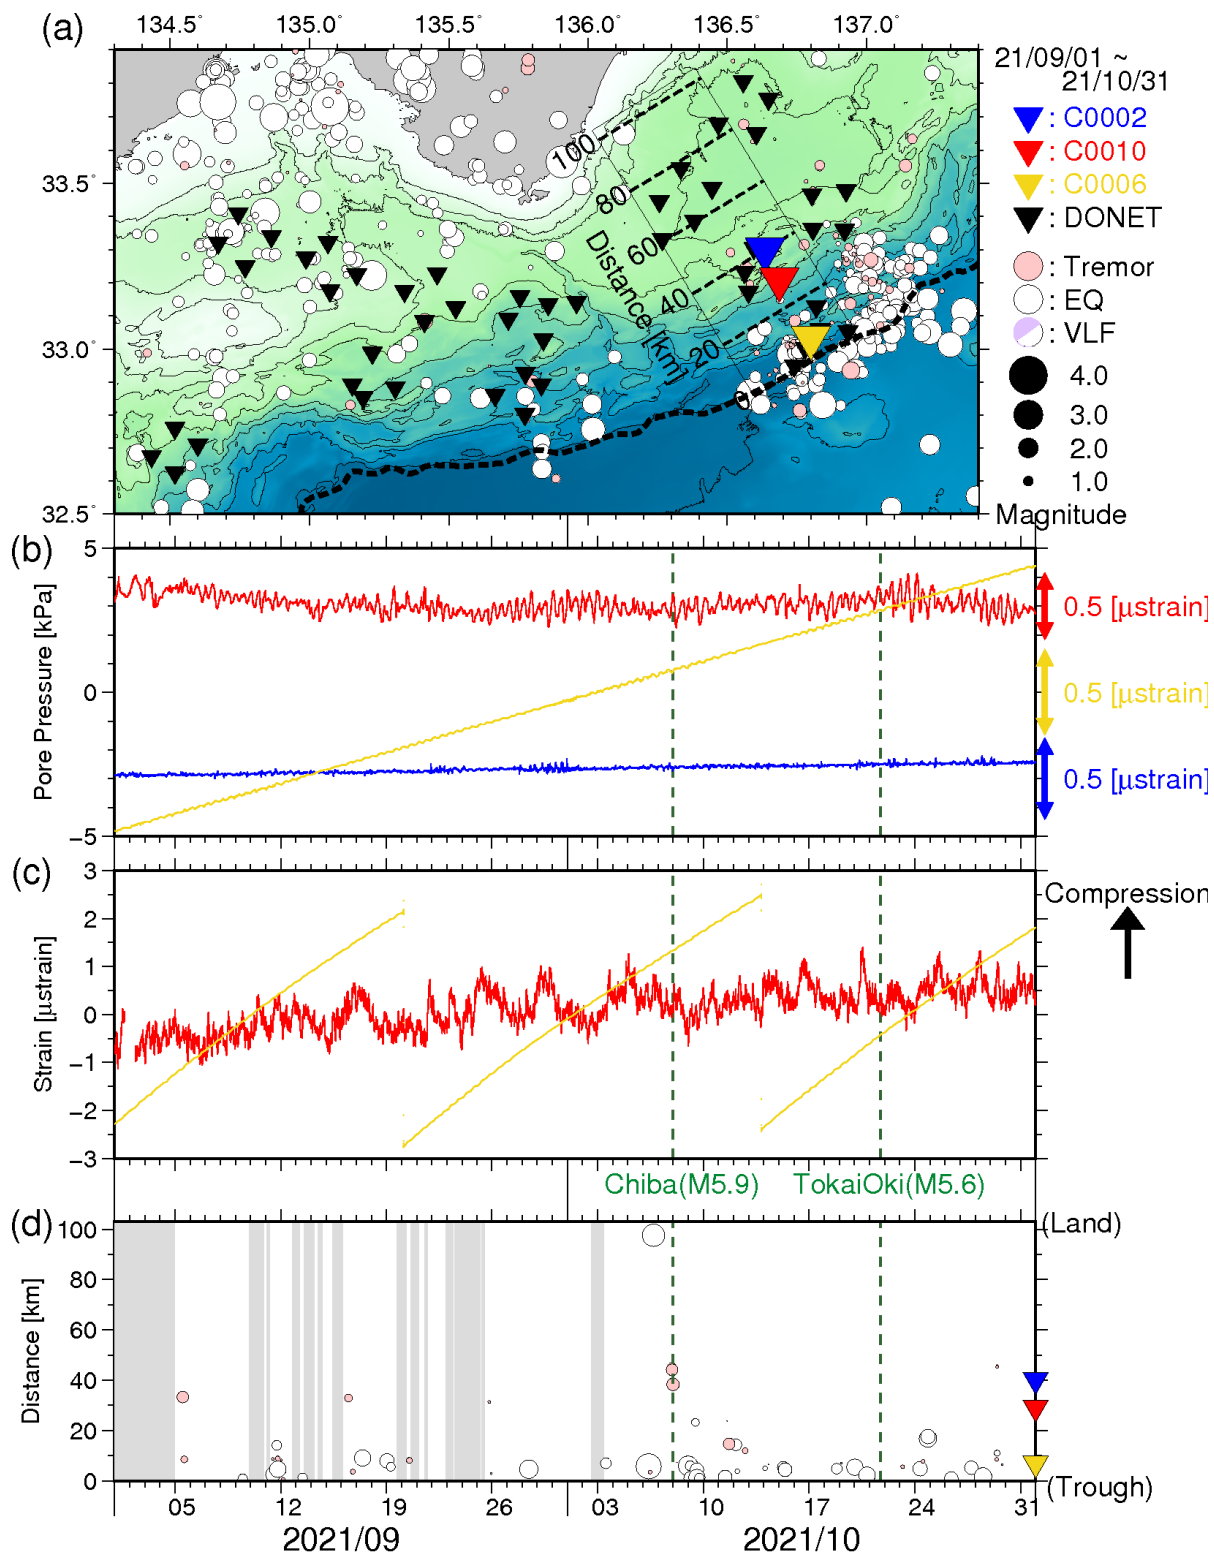 (a)
134.5° 135.0° 135.5° 136.0° 136.5° 137.0°
33.5°
33.0°
32.5°
100
80
60
40
20
0
Distance [km]
21/09/01 ~
21/10/31
: C0002
: C0010
: C0006
: DONET
: Tremor
: EQ
: VLF
4.0
3.0
2.0
1.0
Magnitude
(b)
Pore Pressure [kPa]
5
0
−5
0.5 [μstrain]
0.5 [μstrain]
0.5 [μstrain]
(c)
Strain [μstrain]
3
2
1
0
−1
−2
−3
Compression
Chiba(M5.9) TokaiOki(M5.6)
(d)
Distance [km]
100
80
60
40
20
0
(Land)
(Trough)
05 12 19 26 03 10 17 24 31
2021/09 2021/10